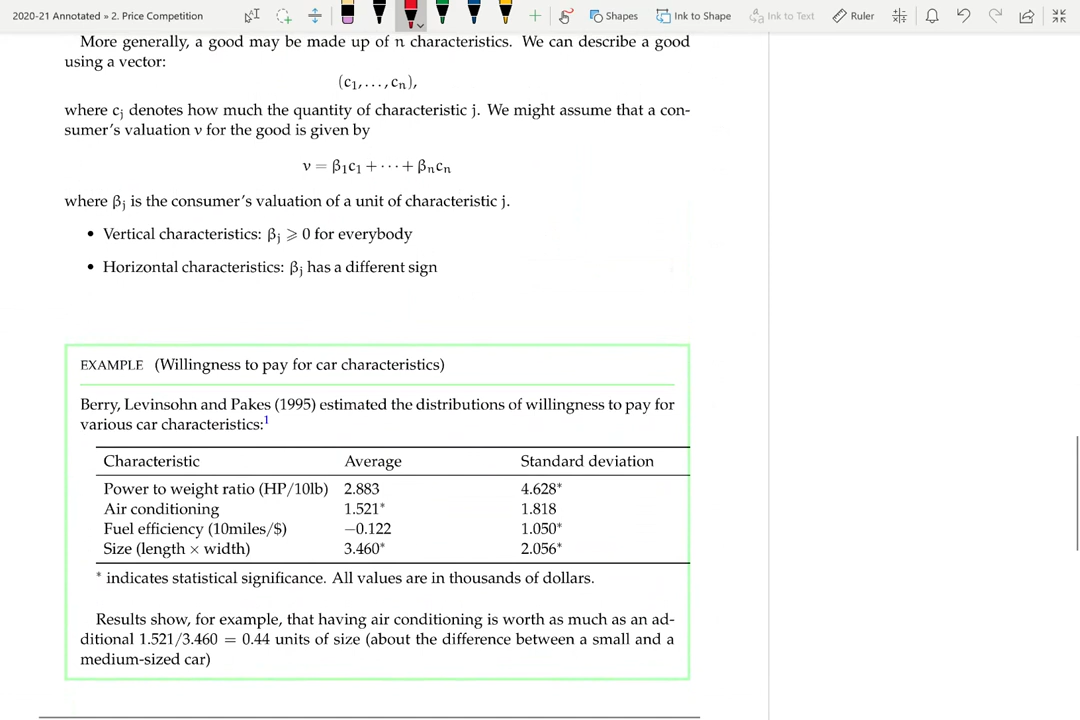 2020-21 Annotated » 2. Price Competition
Shapes
Ink to Shape
Ink to Text
Ruler
More generally, a good may be made up of n characteristics. We can describe a good
using a vector:
(c₁, . . . , cₙ),
where cⱼ denotes how much the quantity of characteristic j. We might assume that a con-
sumer's valuation v for the good is given by
v = β₁c₁ + · · · + βₙcₙ
where βⱼ is the consumer's valuation of a unit of characteristic j.
• Vertical characteristics: βⱼ ⩾ 0 for everybody
• Horizontal characteristics: βⱼ has a different sign
EXAMPLE (Willingness to pay for car characteristics)
Berry, Levinsohn and Pakes (1995) estimated the distributions of willingness to pay for
various car characteristics:¹
Characteristic Average Standard deviation
Power to weight ratio (HP/10lb) 2.883 4.628*
Air conditioning 1.521* 1.818
Fuel efficiency (10miles/$) −0.122 1.050*
Size (length × width) 3.460* 2.056*
* indicates statistical significance. All values are in thousands of dollars.
Results show, for example, that having air conditioning is worth as much as an ad-
ditional 1.521/3.460 = 0.44 units of size (about the difference between a small and a
medium-sized car)